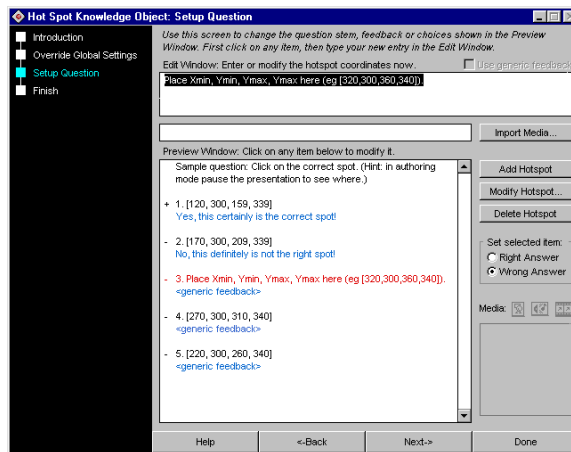 Hot Spot Knowledge Object: Setup Question
Introduction
Override Global Settings
Setup Question
Finish
Use this screen to change the question stem, feedback or choices shown in the Preview
Window. First click on any item, then type your new entry in the Edit Window.
Edit Window: Enter or modify the hotspot coordinates now.
Use generic feedback
Place Xmin, Ymin, Ymax, Ymax here (eg [320,300,360,340]).
Import Media...
Preview Window: Click on any item below to modify it.
Sample question: Click on the correct spot. (Hint: in authoring
mode pause the presentation to see where.)
+ 1. [120, 300, 159, 339]
Yes, this certainly is the correct spot!
- 2. [170, 300, 209, 339]
No, this definitely is not the right spot!
- 3. Place Xmin, Ymin, Ymax, Ymax here (eg [320,300,360,340]).
<generic feedback>
- 4. [270, 300, 310, 340]
<generic feedback>
- 5. [220, 300, 260, 340]
<generic feedback>
Add Hotspot
Modify Hotspot...
Delete Hotspot
Set selected item:
Right Answer
Wrong Answer
Media:
Help
<-Back
Next->
Done